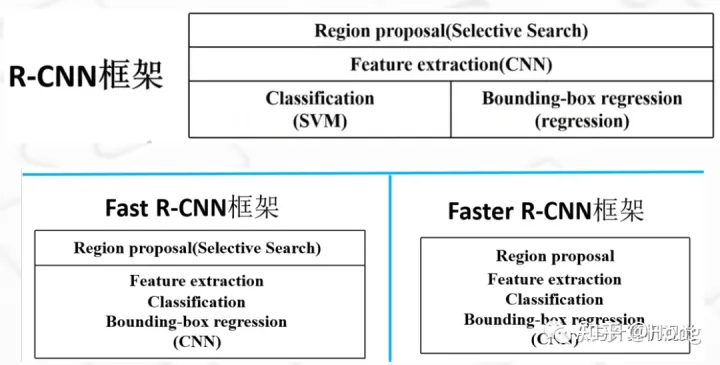 R-CNN框架
Region proposal(Selective Search)
Feature extraction(CNN)
Classification
(SVM)
Bounding-box regression
(regression)
Fast R-CNN框架
Region proposal(Selective Search)
Feature extraction
Classification
Bounding-box regression
(CNN)
Faster R-CNN框架
Region proposal
Feature extraction
Classification
Bounding-box regression
(CNN)
知乎